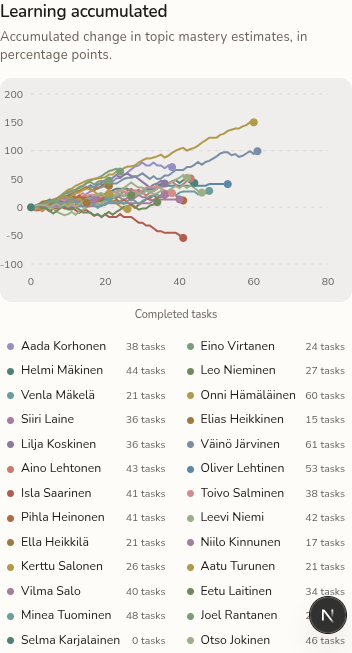 Learning accumulated
Accumulated change in topic mastery estimates, in
percentage points.
200
150
100
50
0
-50
-100
0 20 40 60 80
Completed tasks
Aada Korhonen 38 tasks Eino Virtanen 24 tasks
Helmi Mäkinen 44 tasks Leo Nieminen 27 tasks
Venla Mäkelä 21 tasks Onni Hämäläinen 60 tasks
Siiri Laine 36 tasks Elias Heikkinen 15 tasks
Lilja Koskinen 36 tasks Väinö Järvinen 61 tasks
Aino Lehtonen 43 tasks Oliver Lehtinen 53 tasks
Isla Saarinen 41 tasks Toivo Salminen 38 tasks
Pihla Heinonen 41 tasks Leevi Niemi 42 tasks
Ella Heikkilä 21 tasks Niilo Kinnunen 17 tasks
Kerttu Salonen 26 tasks Aatu Turunen 21 tasks
Vilma Salo 40 tasks Eetu Laitinen 34 tasks
Minea Tuominen 48 tasks Joel Rantanen
Selma Karjalainen 0 tasks Otso Jokinen 46 tasks
N